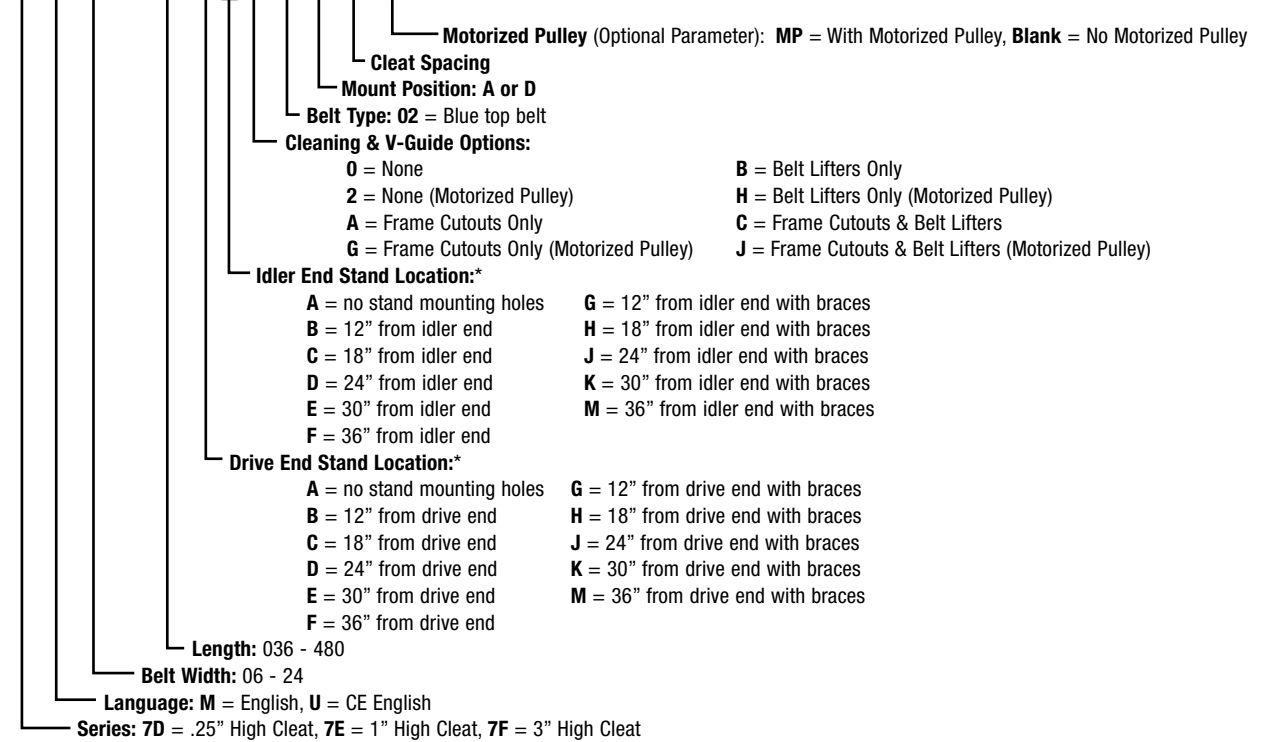 Motorized Pulley (Optional Parameter): MP = With Motorized Pulley, Blank = No Motorized Pulley
Cleat Spacing
Mount Position: A or D
Belt Type: 02 = Blue top belt
Cleaning & V-Guide Options:
0 = None B = Belt Lifters Only
2 = None (Motorized Pulley) H = Belt Lifters Only (Motorized Pulley)
A = Frame Cutouts Only C = Frame Cutouts & Belt Lifters
G = Frame Cutouts Only (Motorized Pulley) J = Frame Cutouts & Belt Lifters (Motorized Pulley)
Idler End Stand Location:*
A = no stand mounting holes G = 12” from idler end with braces
B = 12” from idler end H = 18” from idler end with braces
C = 18” from idler end J = 24” from idler end with braces
D = 24” from idler end K = 30” from idler end with braces
E = 30” from idler end M = 36” from idler end with braces
F = 36” from idler end
Drive End Stand Location:*
A = no stand mounting holes G = 12” from drive end with braces
B = 12” from drive end H = 18” from drive end with braces
C = 18” from drive end J = 24” from drive end with braces
D = 24” from drive end K = 30” from drive end with braces
E = 30” from drive end M = 36” from drive end with braces
F = 36” from drive end
Length: 036 - 480
Belt Width: 06 - 24
Language: M = English, U = CE English
Series: 7D = .25” High Cleat, 7E = 1” High Cleat, 7F = 3” High Cleat